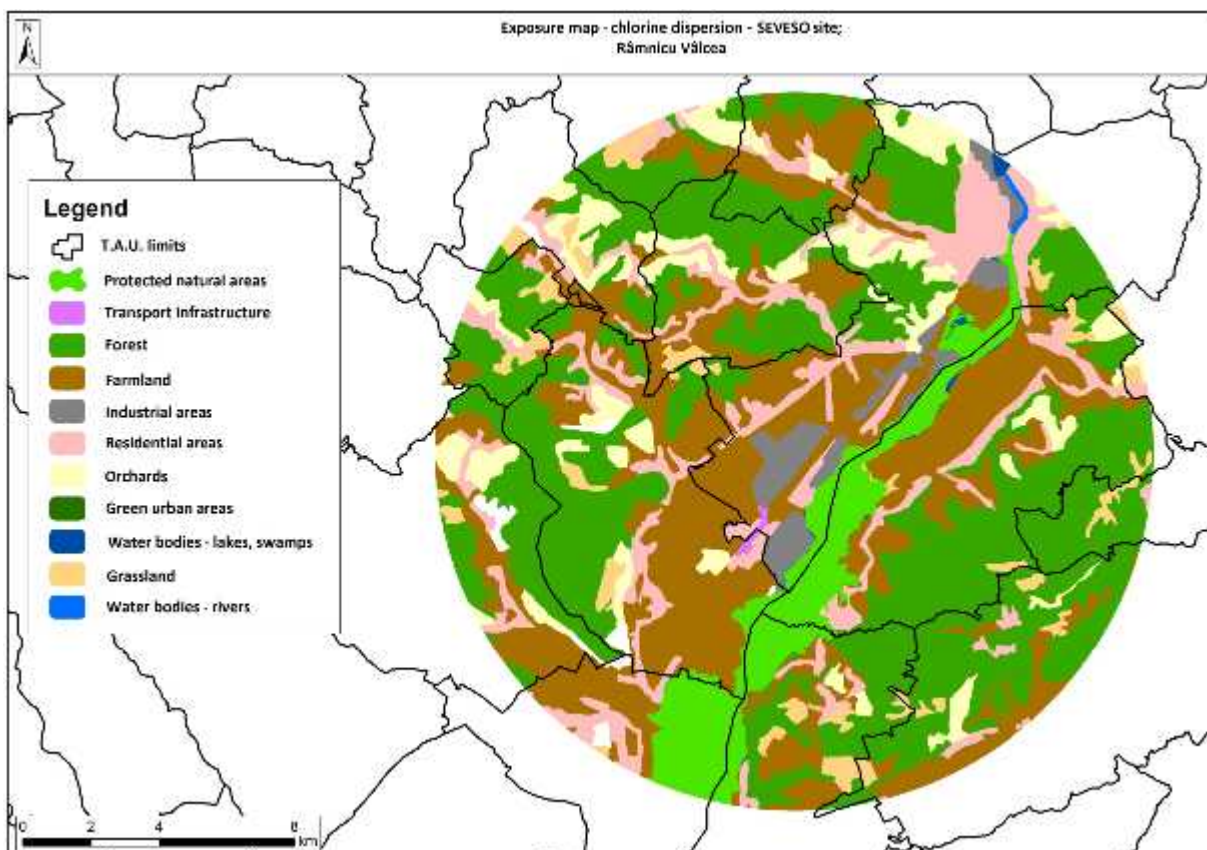 Exposure map - chlorine dispersion - SEVESO site;
Râmnicu Vâlcea
N
Legend
T.A.U. limits
Protected natural areas
Transport Infrastructure
Forest
Farmland
Industrial areas
Residential areas
Orchards
Green urban areas
Water bodies - lakes, swamps
Grassland
Water bodies - rivers
0 2 4 8
km